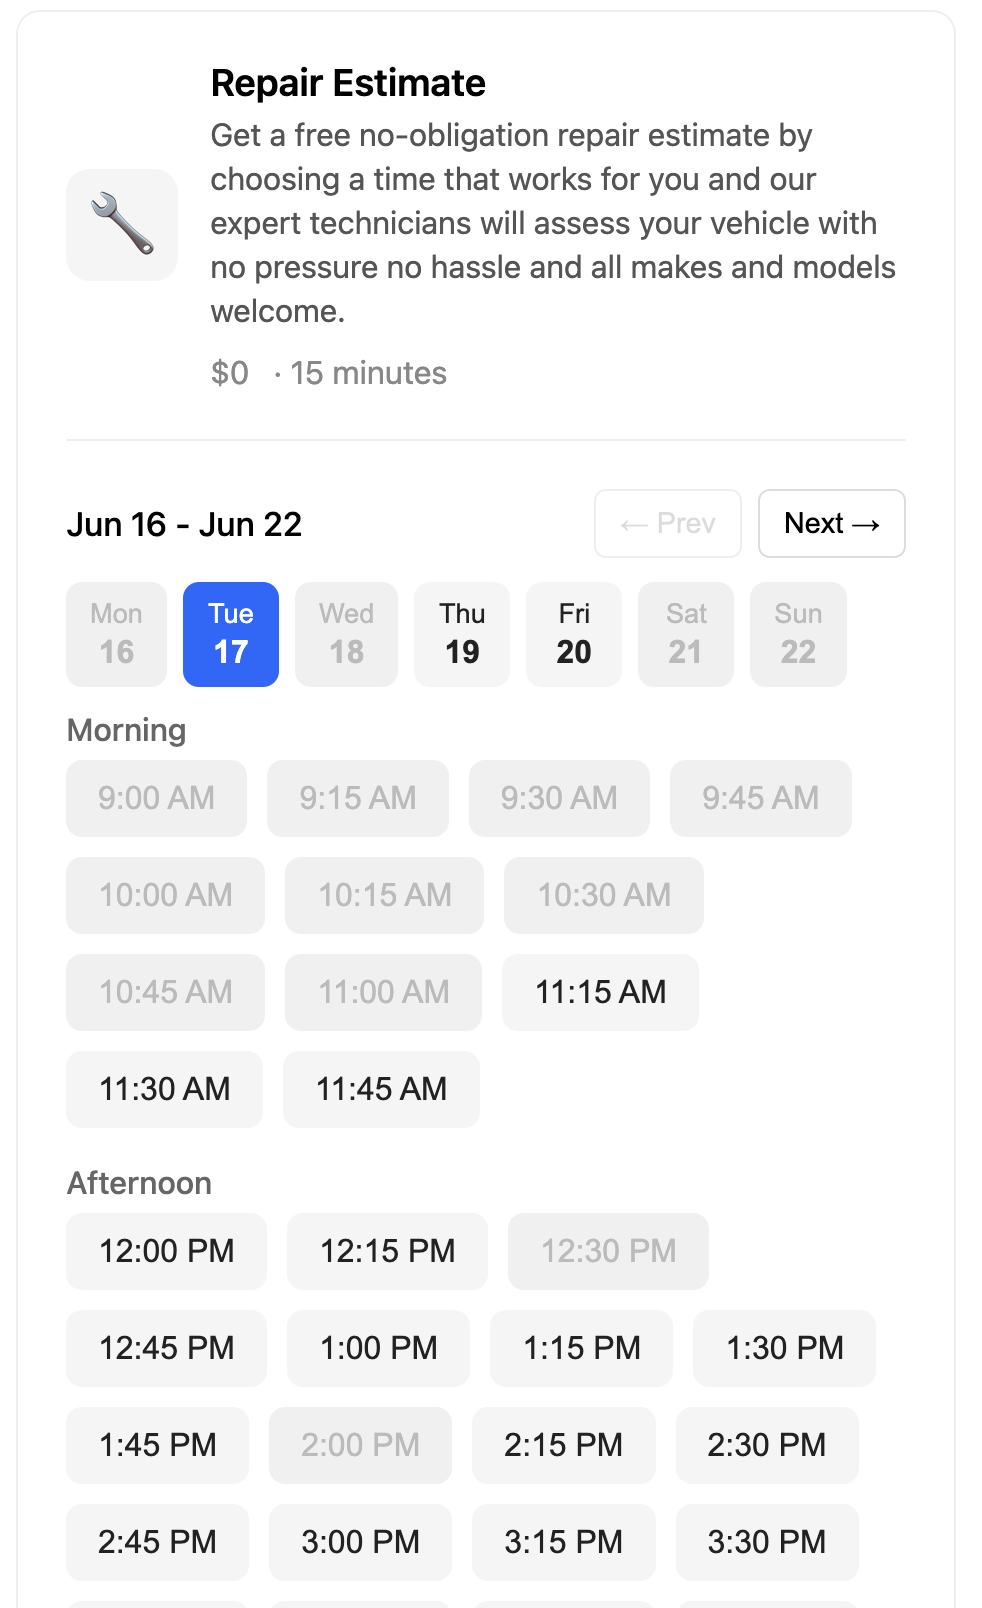 Repair Estimate
Get a free no-obligation repair estimate by
choosing a time that works for you and our
expert technicians will assess your vehicle with
no pressure no hassle and all makes and models
welcome.
$0 · 15 minutes
Jun 16 - Jun 22
← Prev
Next →
Mon Tue Wed Thu Fri Sat Sun
16 17 18 19 20 21 22
Morning
9:00 AM 9:15 AM 9:30 AM 9:45 AM
10:00 AM 10:15 AM 10:30 AM
10:45 AM 11:00 AM 11:15 AM
11:30 AM 11:45 AM
Afternoon
12:00 PM 12:15 PM 12:30 PM
12:45 PM 1:00 PM 1:15 PM 1:30 PM
1:45 PM 2:00 PM 2:15 PM 2:30 PM
2:45 PM 3:00 PM 3:15 PM 3:30 PM